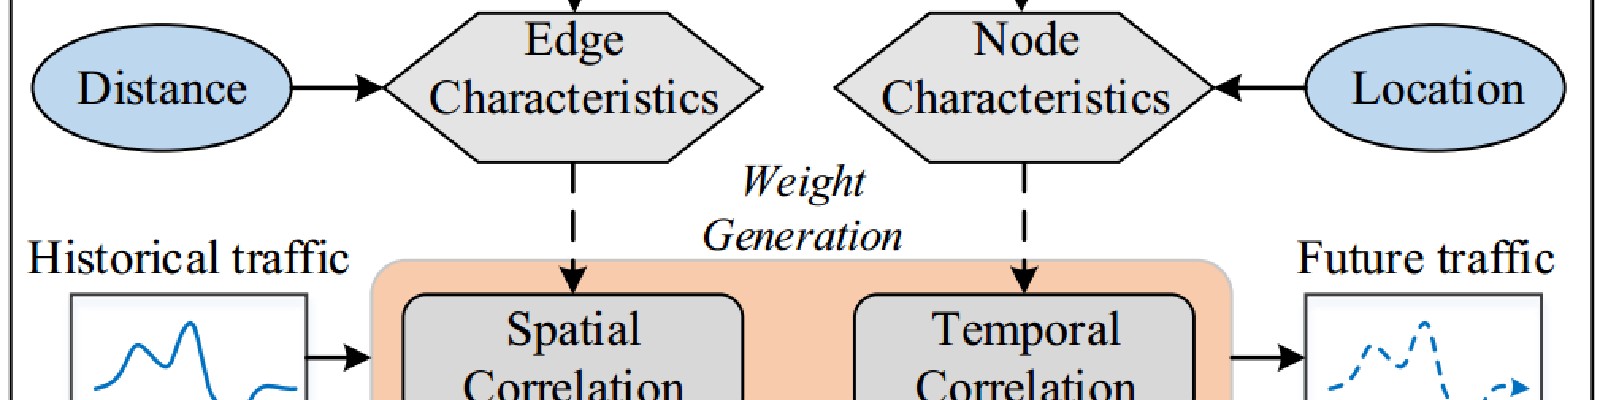 Distance
Edge
Characteristics
Node
Characteristics
Location
Weight
Generation
Historical traffic
Future traffic
Spatial
Correlation
Temporal
Correlation